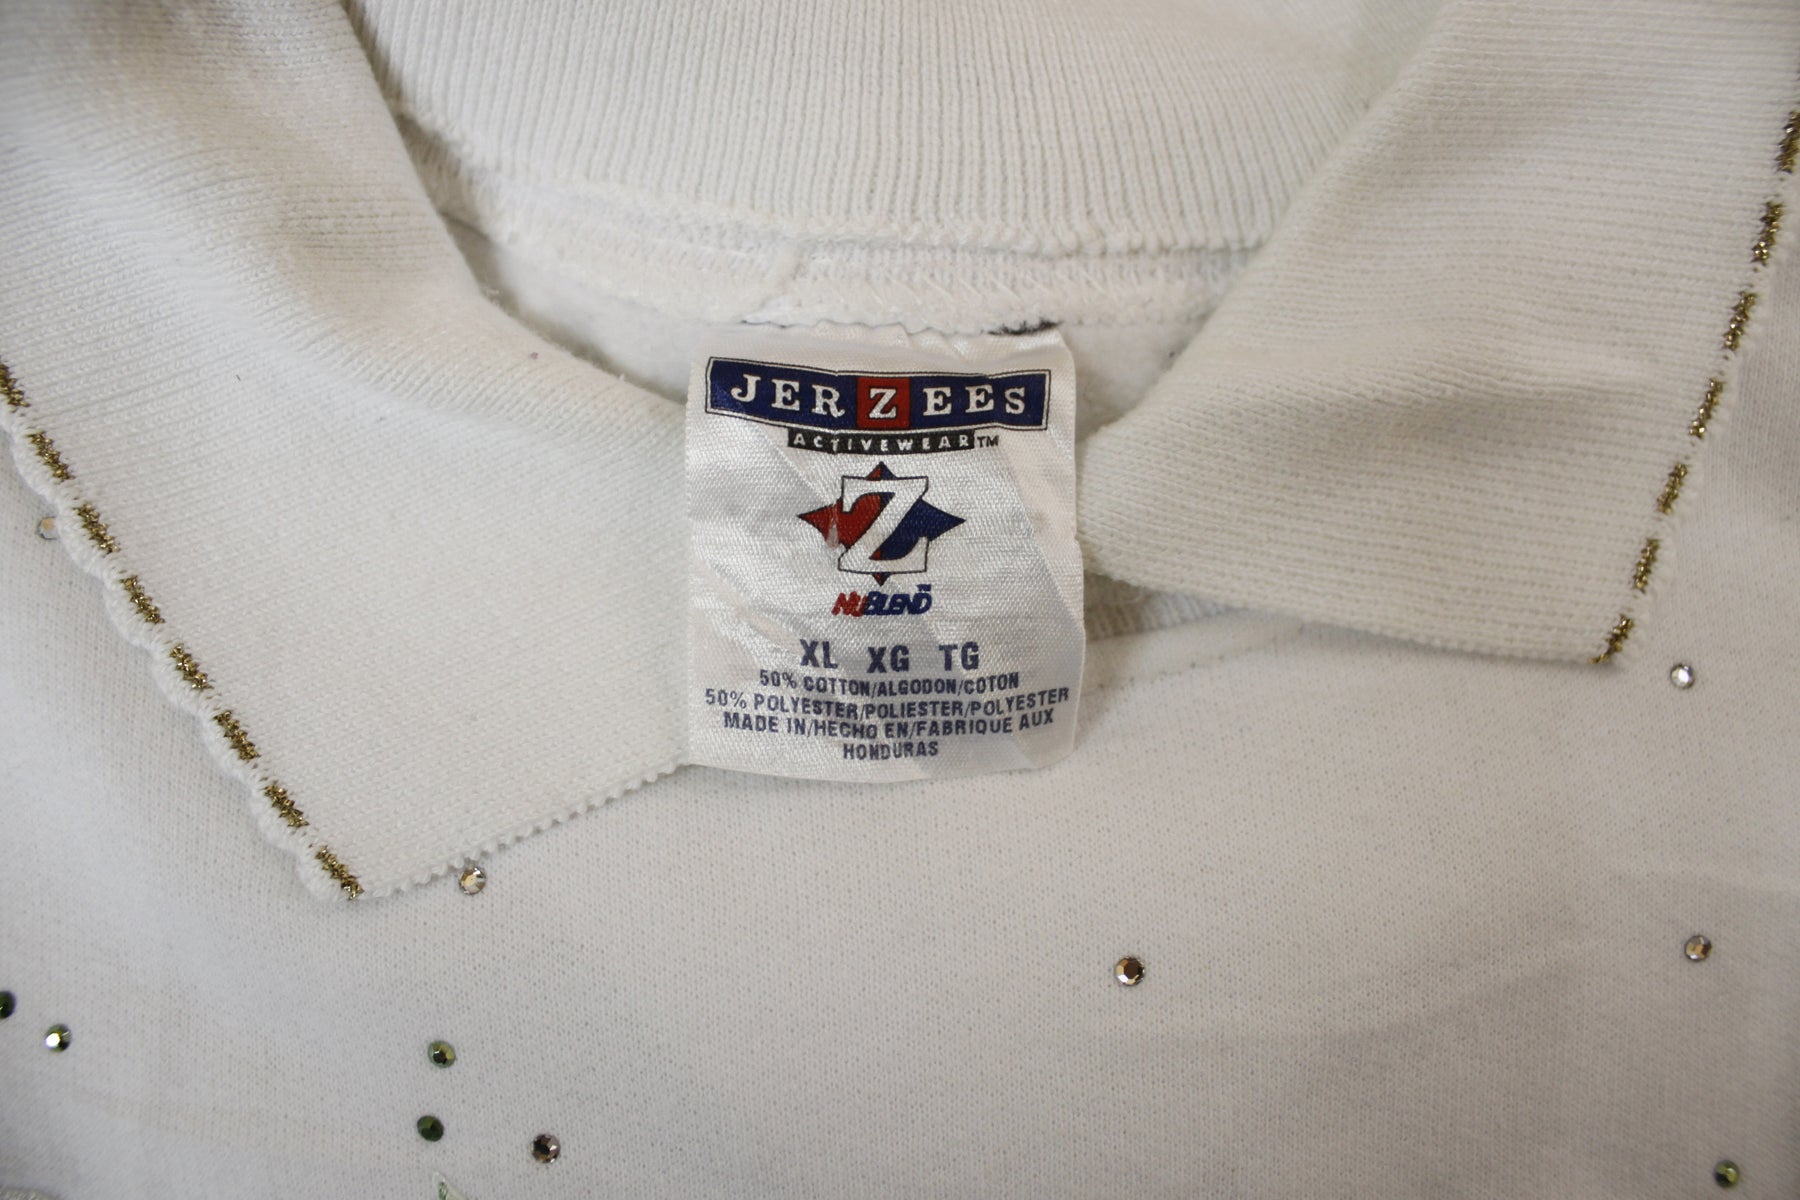 JERZEES
ACTIVEWEAR™
Z
NUBLEND™
XL XG TG
50% COTTON/ALGODON/COTON
50% POLYESTER/POLIESTER/POLYESTER
MADE IN/HECHO EN/FABRIQUE AUX
HONDURAS